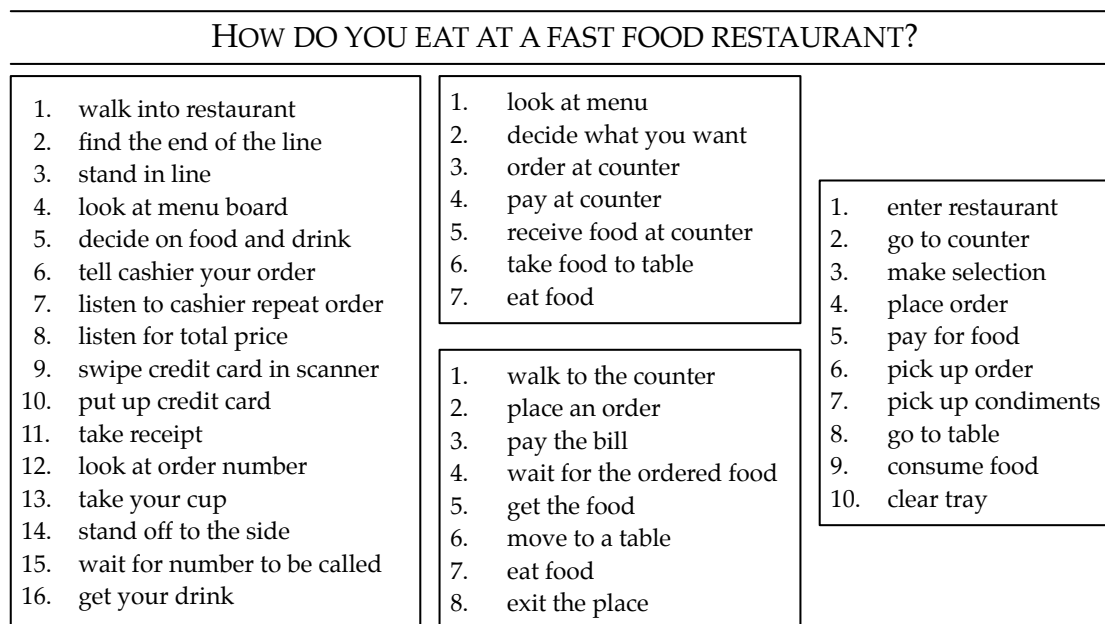 HOW DO YOU EAT AT A FAST FOOD RESTAURANT?
1. walk into restaurant
2. find the end of the line
3. stand in line
4. look at menu board
5. decide on food and drink
6. tell cashier your order
7. listen to cashier repeat order
8. listen for total price
9. swipe credit card in scanner
10. put up credit card
11. take receipt
12. look at order number
13. take your cup
14. stand off to the side
15. wait for number to be called
16. get your drink
1. look at menu
2. decide what you want
3. order at counter
4. pay at counter
5. receive food at counter
6. take food to table
7. eat food
1. walk to the counter
2. place an order
3. pay the bill
4. wait for the ordered food
5. get the food
6. move to a table
7. eat food
8. exit the place
1. enter restaurant
2. go to counter
3. make selection
4. place order
5. pay for food
6. pick up order
7. pick up condiments
8. go to table
9. consume food
10. clear tray